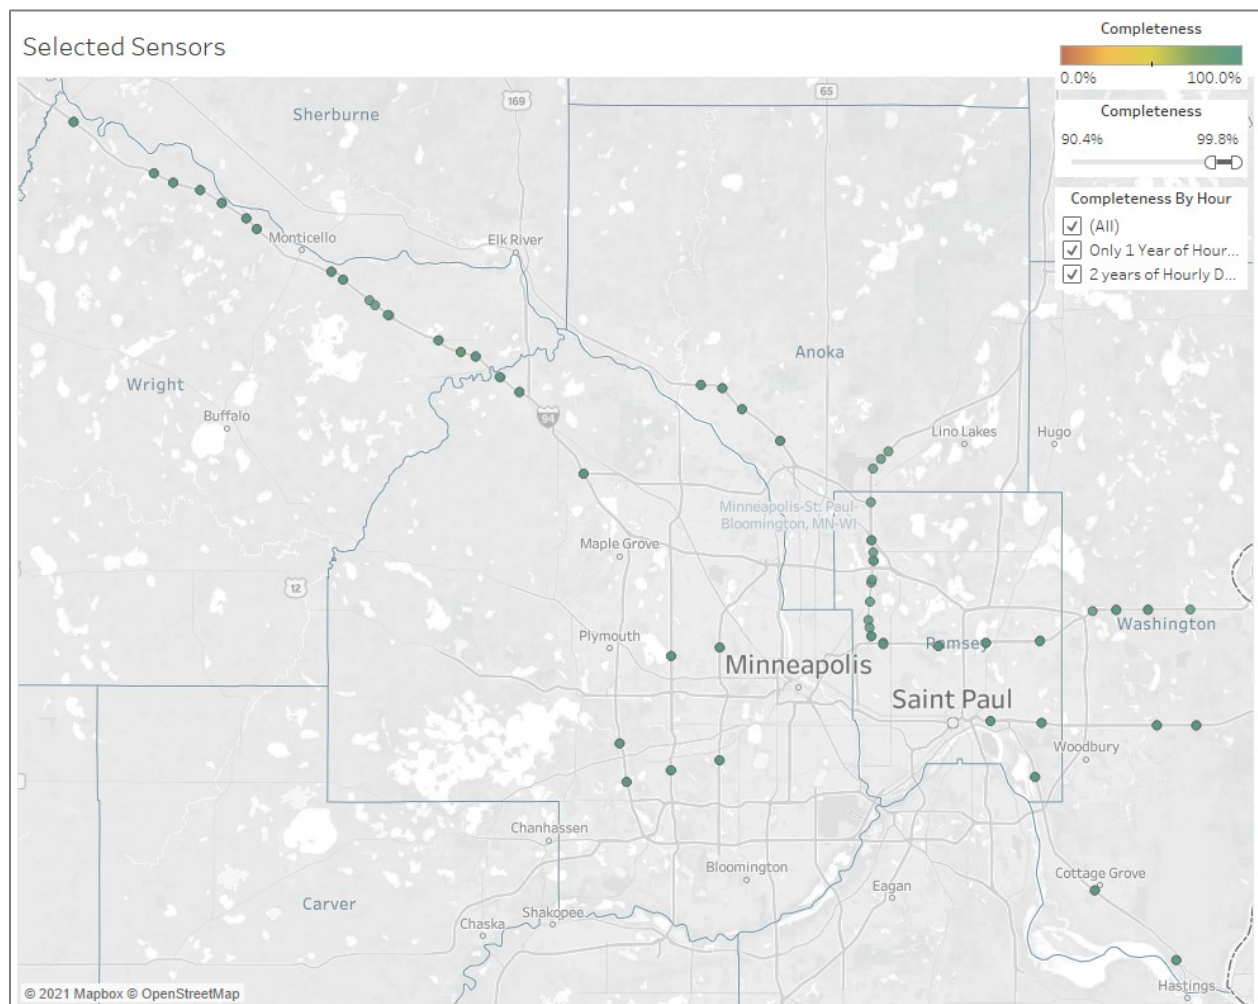 Selected Sensors
Completeness
0.0% 100.0%
Completeness
90.4% 99.8%
Completeness By Hour
(All)
Only 1 Year of Hour...
2 years of Hourly D...
Sherburne
169
65
Monticello
Elk River
Anoka
Wright
Buffalo
94
Lino Lakes
Hugo
Minneapolis-St. Paul-
Bloomington, MN-WI
Maple Grove
12
Plymouth
Ramsey
Washington
Minneapolis
Saint Paul
Woodbury
Chanhassen
Bloomington
Cottage Grove
Eagan
Carver
Chaska
Shakopee
Hastings
© 2021 Mapbox © OpenStreetMap